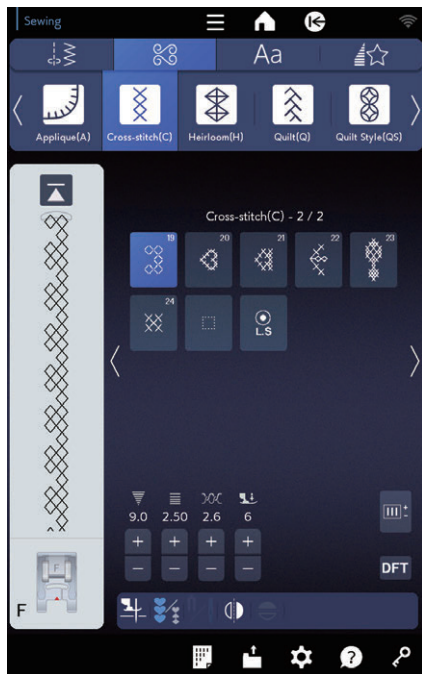 Sewing
Aa
Applique(A) Cross-stitch(C) Heirloom(H) Quilt(Q) Quilt Style(QS)
Cross-stitch(C) - 2 / 2
19 20 21 22 23
24
L.S
9.0 2.50 2.6 6
+ + + +
- - - -
DFT
F
F
?